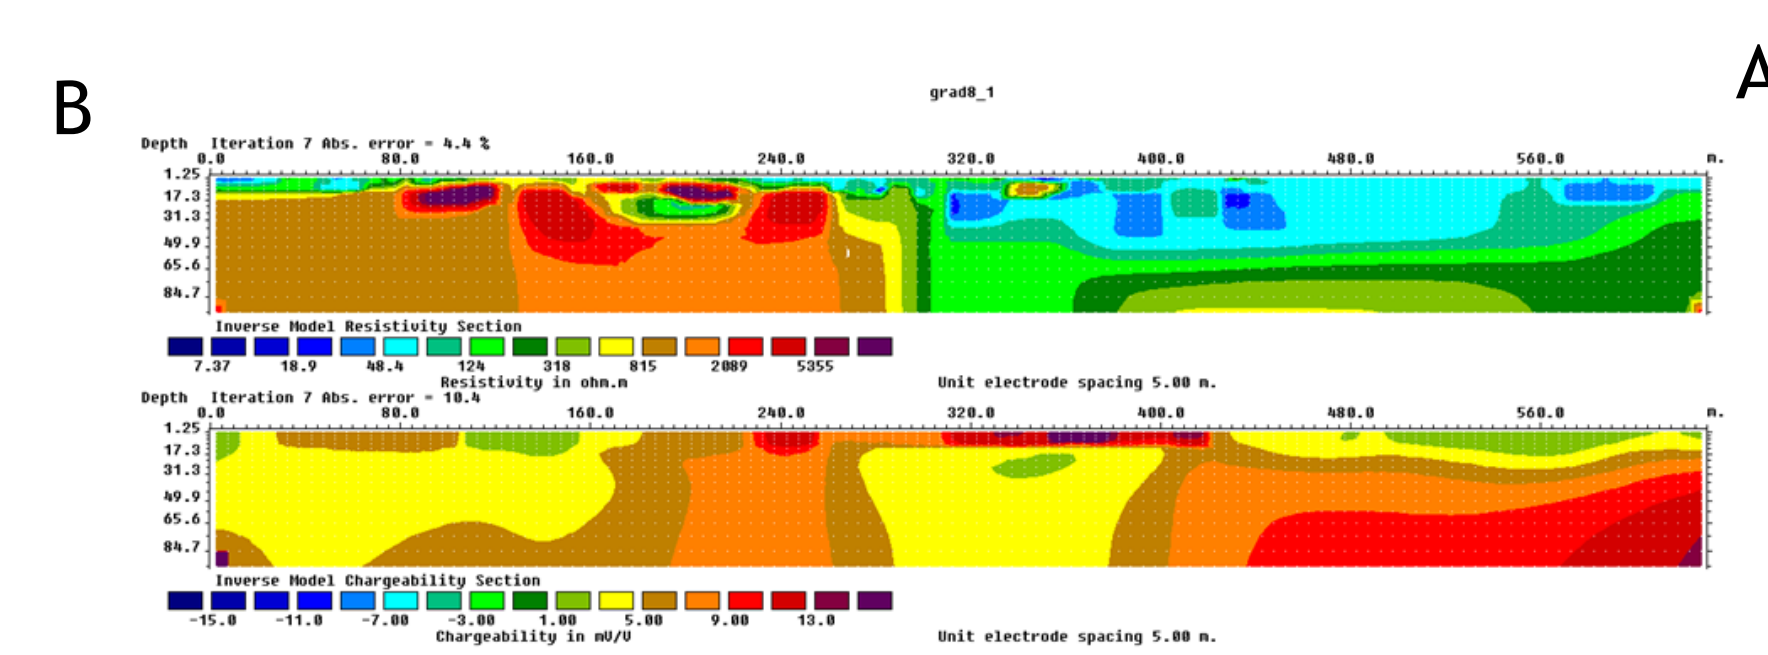 B
A
grad8_1
Depth Iteration 7 Abs. error = 4.4 %
0.0 80.0 160.0 240.0 320.0 400.0 480.0 560.0 m.
1.25
17.3
31.3
49.9
65.6
84.7
Inverse Model Resistivity Section
7.37 18.9 48.4 124 318 815 2089 5355
Resistivity in ohm.m Unit electrode spacing 5.00 m.
Depth Iteration 7 Abs. error = 10.4
0.0 80.0 160.0 240.0 320.0 400.0 480.0 560.0 m.
1.25
17.3
31.3
49.9
65.6
84.7
Inverse Model Chargeability Section
-15.0 -11.0 -7.00 -3.00 1.00 5.00 9.00 13.0
Chargeability in mV/V Unit electrode spacing 5.00 m.